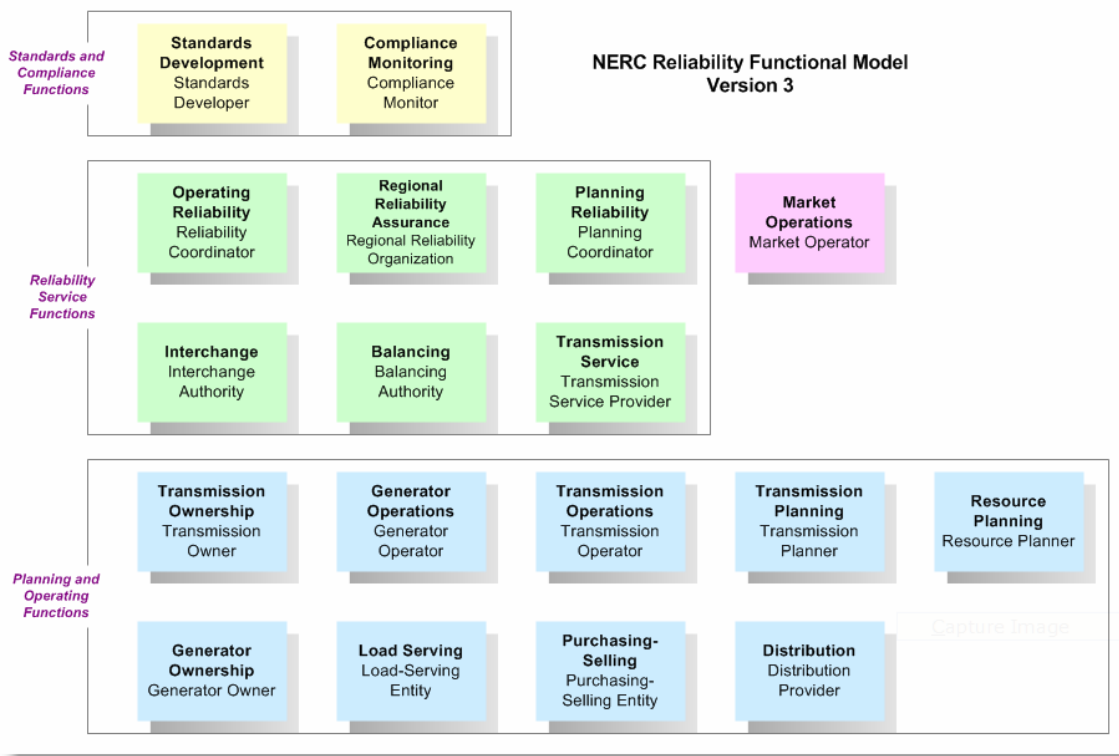 Standards and
Compliance
Functions
Standards
Development
Standards
Developer
Compliance
Monitoring
Compliance
Monitor
NERC Reliability Functional Model
Version 3
Reliability
Service
Functions
Operating
Reliability
Reliability
Coordinator
Regional
Reliability
Assurance
Regional Reliability
Organization
Planning
Reliability
Planning
Coordinator
Market
Operations
Market Operator
Interchange
Interchange
Authority
Balancing
Balancing
Authority
Transmission
Service
Transmission
Service Provider
Planning and
Operating
Functions
Transmission
Ownership
Transmission
Owner
Generator
Operations
Generator
Operator
Transmission
Operations
Transmission
Operator
Transmission
Planning
Transmission
Planner
Resource
Planning
Resource Planner
Capture Image
Generator
Ownership
Generator Owner
Load Serving
Load-Serving
Entity
Purchasing-
Selling
Purchasing-
Selling Entity
Distribution
Distribution
Provider